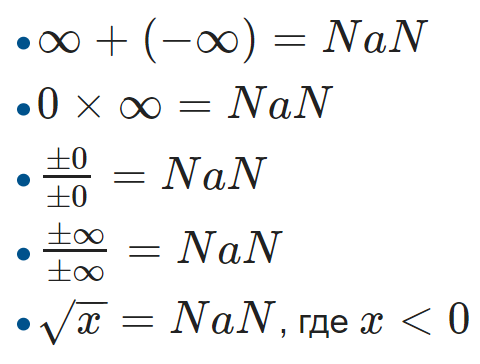 • ∞ + (−∞) = NaN
• 0 × ∞ = NaN
• ±0/±0 = NaN
• ±∞/±∞ = NaN
• √x = NaN, где x < 0